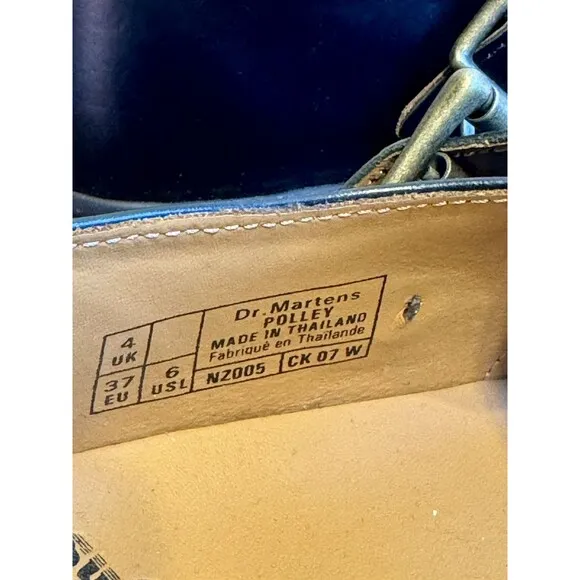 4
UK
37
EU
6
USL
Dr. Martens
POLLEY
MADE IN THAILAND
Fabriqué en Thaïlande
NZ005
CK 07 W